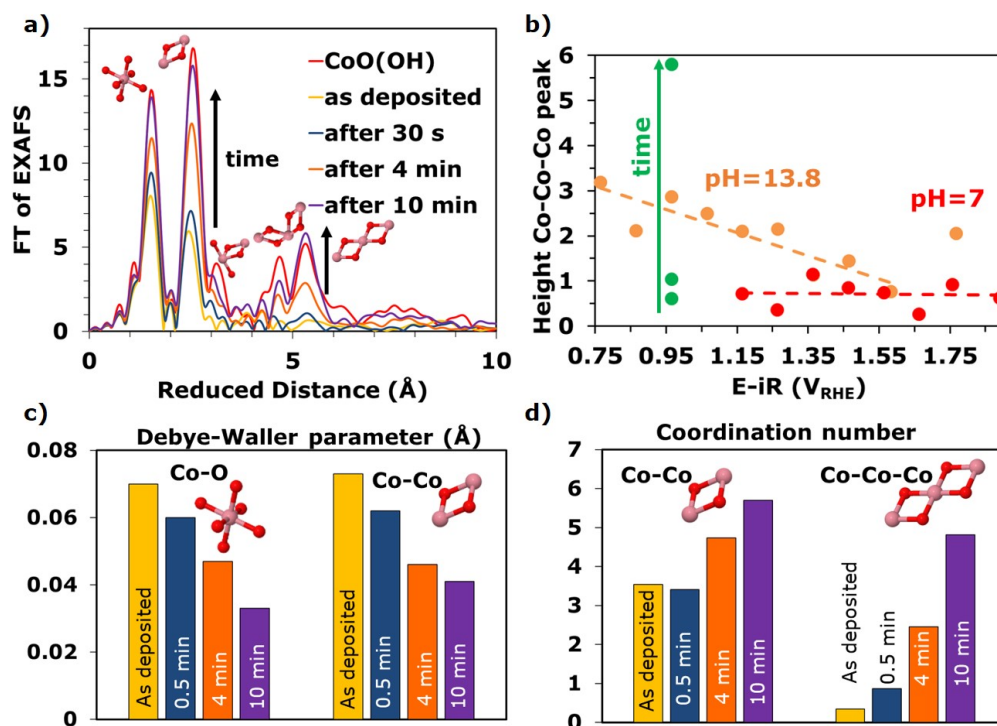 a)
FT of EXAFS
15
10
5
0
0
5
10
Reduced Distance (Å)
CoO(OH)
as deposited
after 30 s
after 4 min
after 10 min
time
b)
Height Co-Co-Co-Co peak
6
5
4
3
2
1
0
time
pH=13.8
pH=7
0.75 0.95 1.15 1.35 1.55 1.75
E-iR (VRHE)
c)
Debye-Waller parameter (Å)
0.08
0.06
0.04
0.02
0
Co-O
Co-Co
As deposited
0.5 min
4 min
10 min
As deposited
0.5 min
4 min
10 min
d)
Coordination number
7
6
5
4
3
2
1
0
Co-Co
Co-Co-Co
As deposited
0.5 min
4 min
10 min
As deposited
0.5 min
4 min
10 min